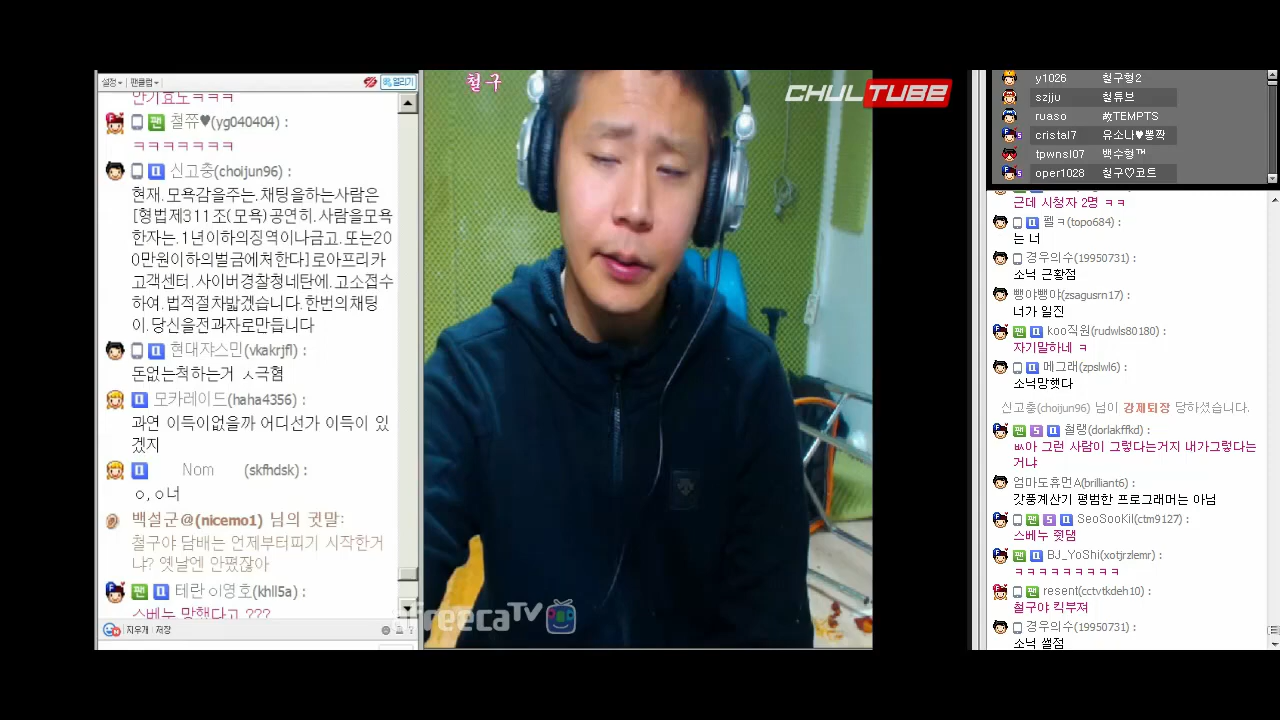 설정 팬클럽 빽 얼리기
안기효도ㅋㅋㅋ
팬 철쮸♥(yg040404) :
ㅋㅋㅋㅋㅋㅋㅋ
신고충(choijun96) :
현재.모욕감을주는.채팅을하는사람은
[형법제311조(모욕)공연히.사람을모욕
한자는.1년이하의징역이나금고.또는20
0만원이하의벌금에처한다]로아프리카
고객센터.사이버경찰청네탄에.고소접수
하여.법적절차밟겠습니다.한번의채팅
이.당신을전과자로만듭니다
현대쟈스민(vkakrjfl) :
돈없는척하는거 ㅅ극혐
모카레이드(haha4356) :
과연 이득이없을까 어디선가 이득이 있
겠지
Nom (skfhdsk) :
ㅇ,ㅇ너
백설군@(nicemo1) 님의 귓말:
철구야 담배는 언제부터피기 시작한거
냐? 옛날엔 안폈잖아
팬 테란이영호(khll5a) :
스베누 망했다고 ???
지우개 저장
철구
CHULTUBE
afreecaTV
y1026 철구형2
szjju 철튜브
ruaso 故TEMPTS
cristal7 유소나♥뽕짝
tpwnsl07 백수형™
oper1028 철구♡코트
근데 시청자 2명 ㅋㅋ
펠ㅋ(topo684) :
는 너
경우의수(19950731) :
소닉 근황점
빵야빵야(zsagusrn17) :
너가 일진
팬 koo직원(rudwls80180) :
자기말하네 ㅋ
메그래(zpslwl6) :
소닉망했다
신고충(choijun96) 님이 강제퇴장 당하셨습니다.
팬 S 철랭(dorlakffkd) :
ㅄ아 그런 사람이 그렇다는거지 내가그렇다는
거냐
엄마도휴먼A(brilliant6) :
갓풍계산기 평범한 프로그래머는 아님
팬 S SeoSooKil(ctm9127) :
스베누 쩟댐
팬 BJ_YoShi(xotjrzlemr) :
ㅋㅋㅋㅋㅋㅋㅋㅋㅋ
팬 resent(cctvtkdeh10) :
철구야 킥부저
경우의수(19950731) :
소닉 썰점